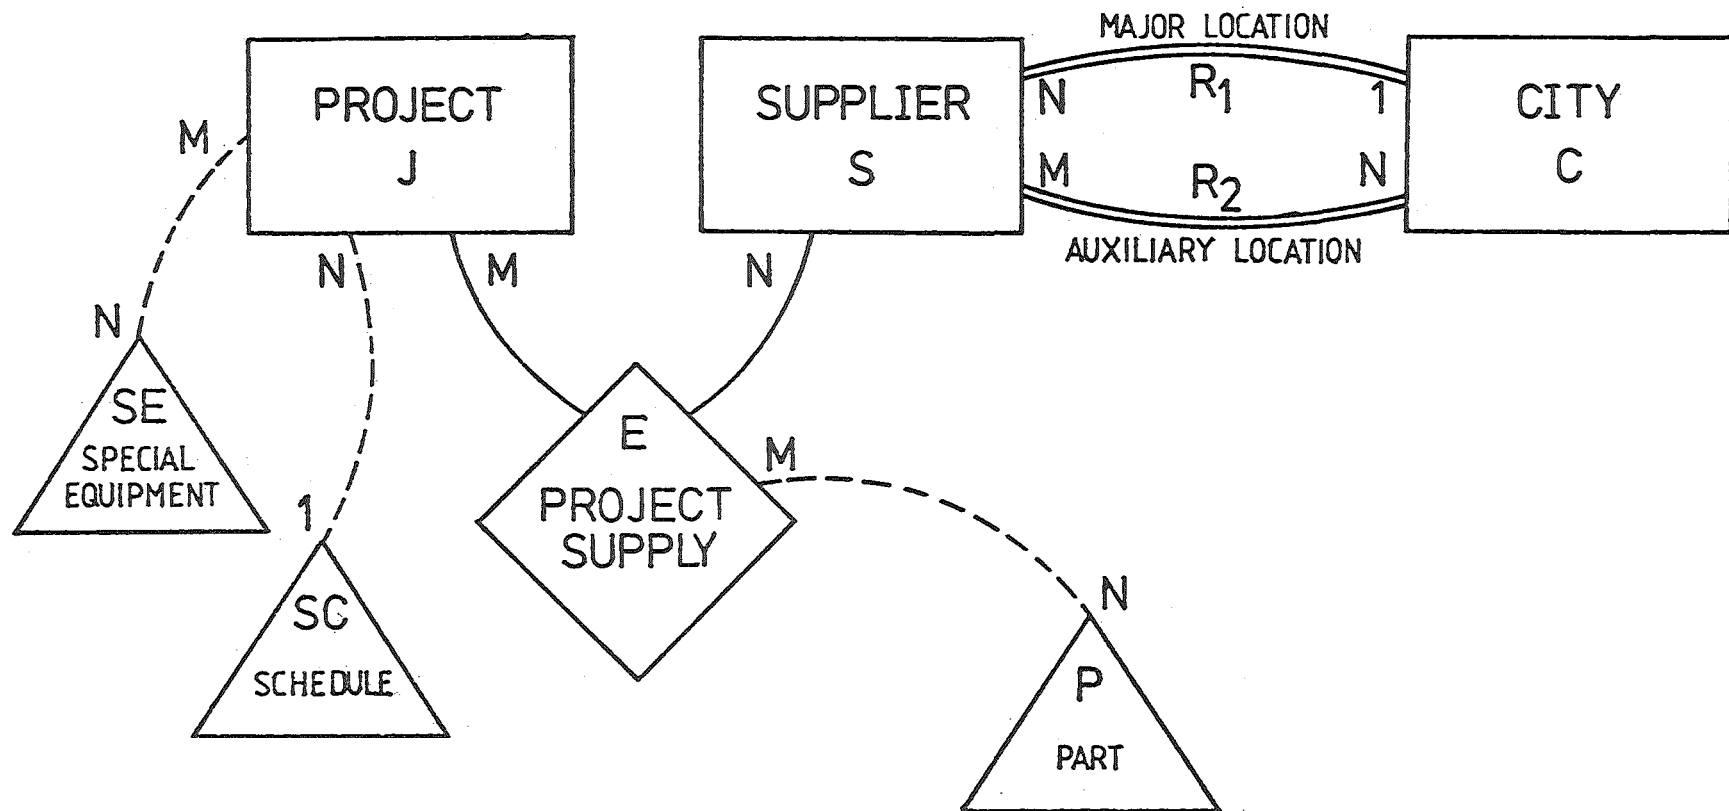 MAJOR LOCATION
PROJECT
J
SUPPLIER
S
N
R1
1
CITY
C
M
M
R2
N
AUXILIARY LOCATION
N
M
N
N
SE
SPECIAL
EQUIPMENT
E
PROJECT
SUPPLY
M
1
SC
SCHEDULE
N
P
PART